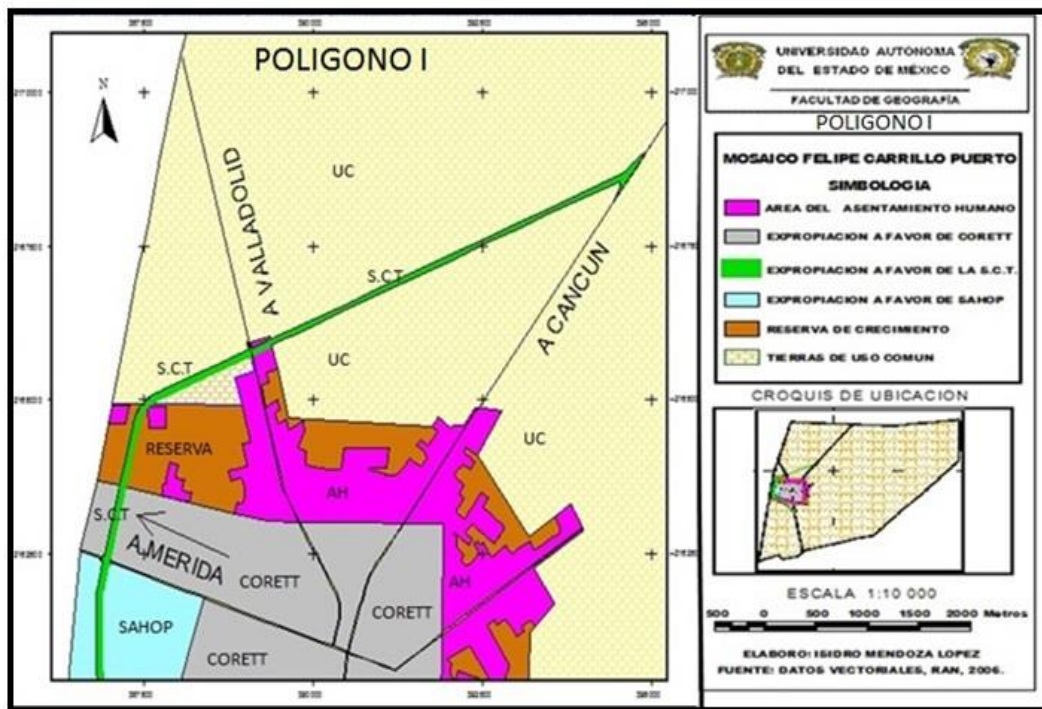 POLIGONO I
N
UC
A VALLADOLID
S.C.T
A CANCUN
S.C.T
UC
UC
RESERVA
AH
S.C.T
A MERIDA
CORETT
AH
SAHOP
CORETT
CORETT
UNIVERSIDAD AUTONOMA
DEL ESTADO DE MÉXICO
FACULTAD DE GEOGRAFÍA
POLIGONO I
MOSAICO FELIPE CARRILLO PUERTO
SIMBOLOGIA
AREA DEL ASENTAMIENTO HUMANO
EXPROPIACION A FAVOR DE CORETT
EXPROPIACION A FAVOR DE LA S.C.T.
EXPROPIACION A FAVOR DE SAHOP
RESERVA DE CRECIMIENTO
TIERRAS DE USO COMUN
CROQUIS DE UBICACION
ESCALA 1:10 000
500 0 500 1000 1500 2000 Metros
ELABORO: ISIDRO MENDOZA LOPEZ
FUENTE: DATOS VECTORIALES, RAN, 2006.